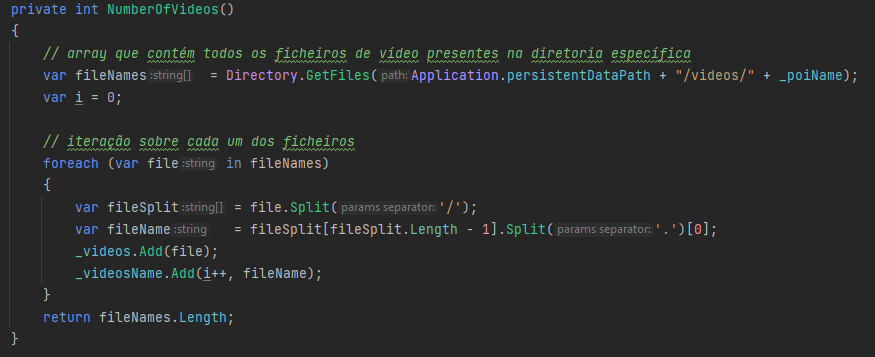 private int NumberOfVideos()
{
// array que contém todos os ficheiros de vídeo presentes na diretoria específica
var fileNames :string[] = Directory.GetFiles( path: Application.persistentDataPath + "/videos/" + _poiName);
var i = 0;
// iteração sobre cada um dos ficheiros
foreach (var file :string in fileNames)
{
var fileSplit :string[] = file.Split( params separator: '/');
var fileName :string = fileSplit[fileSplit.Length - 1].Split( params separator: '.')[0];
_videos.Add(file);
_videosName.Add(i++, fileName);
}
return fileNames.Length;
}